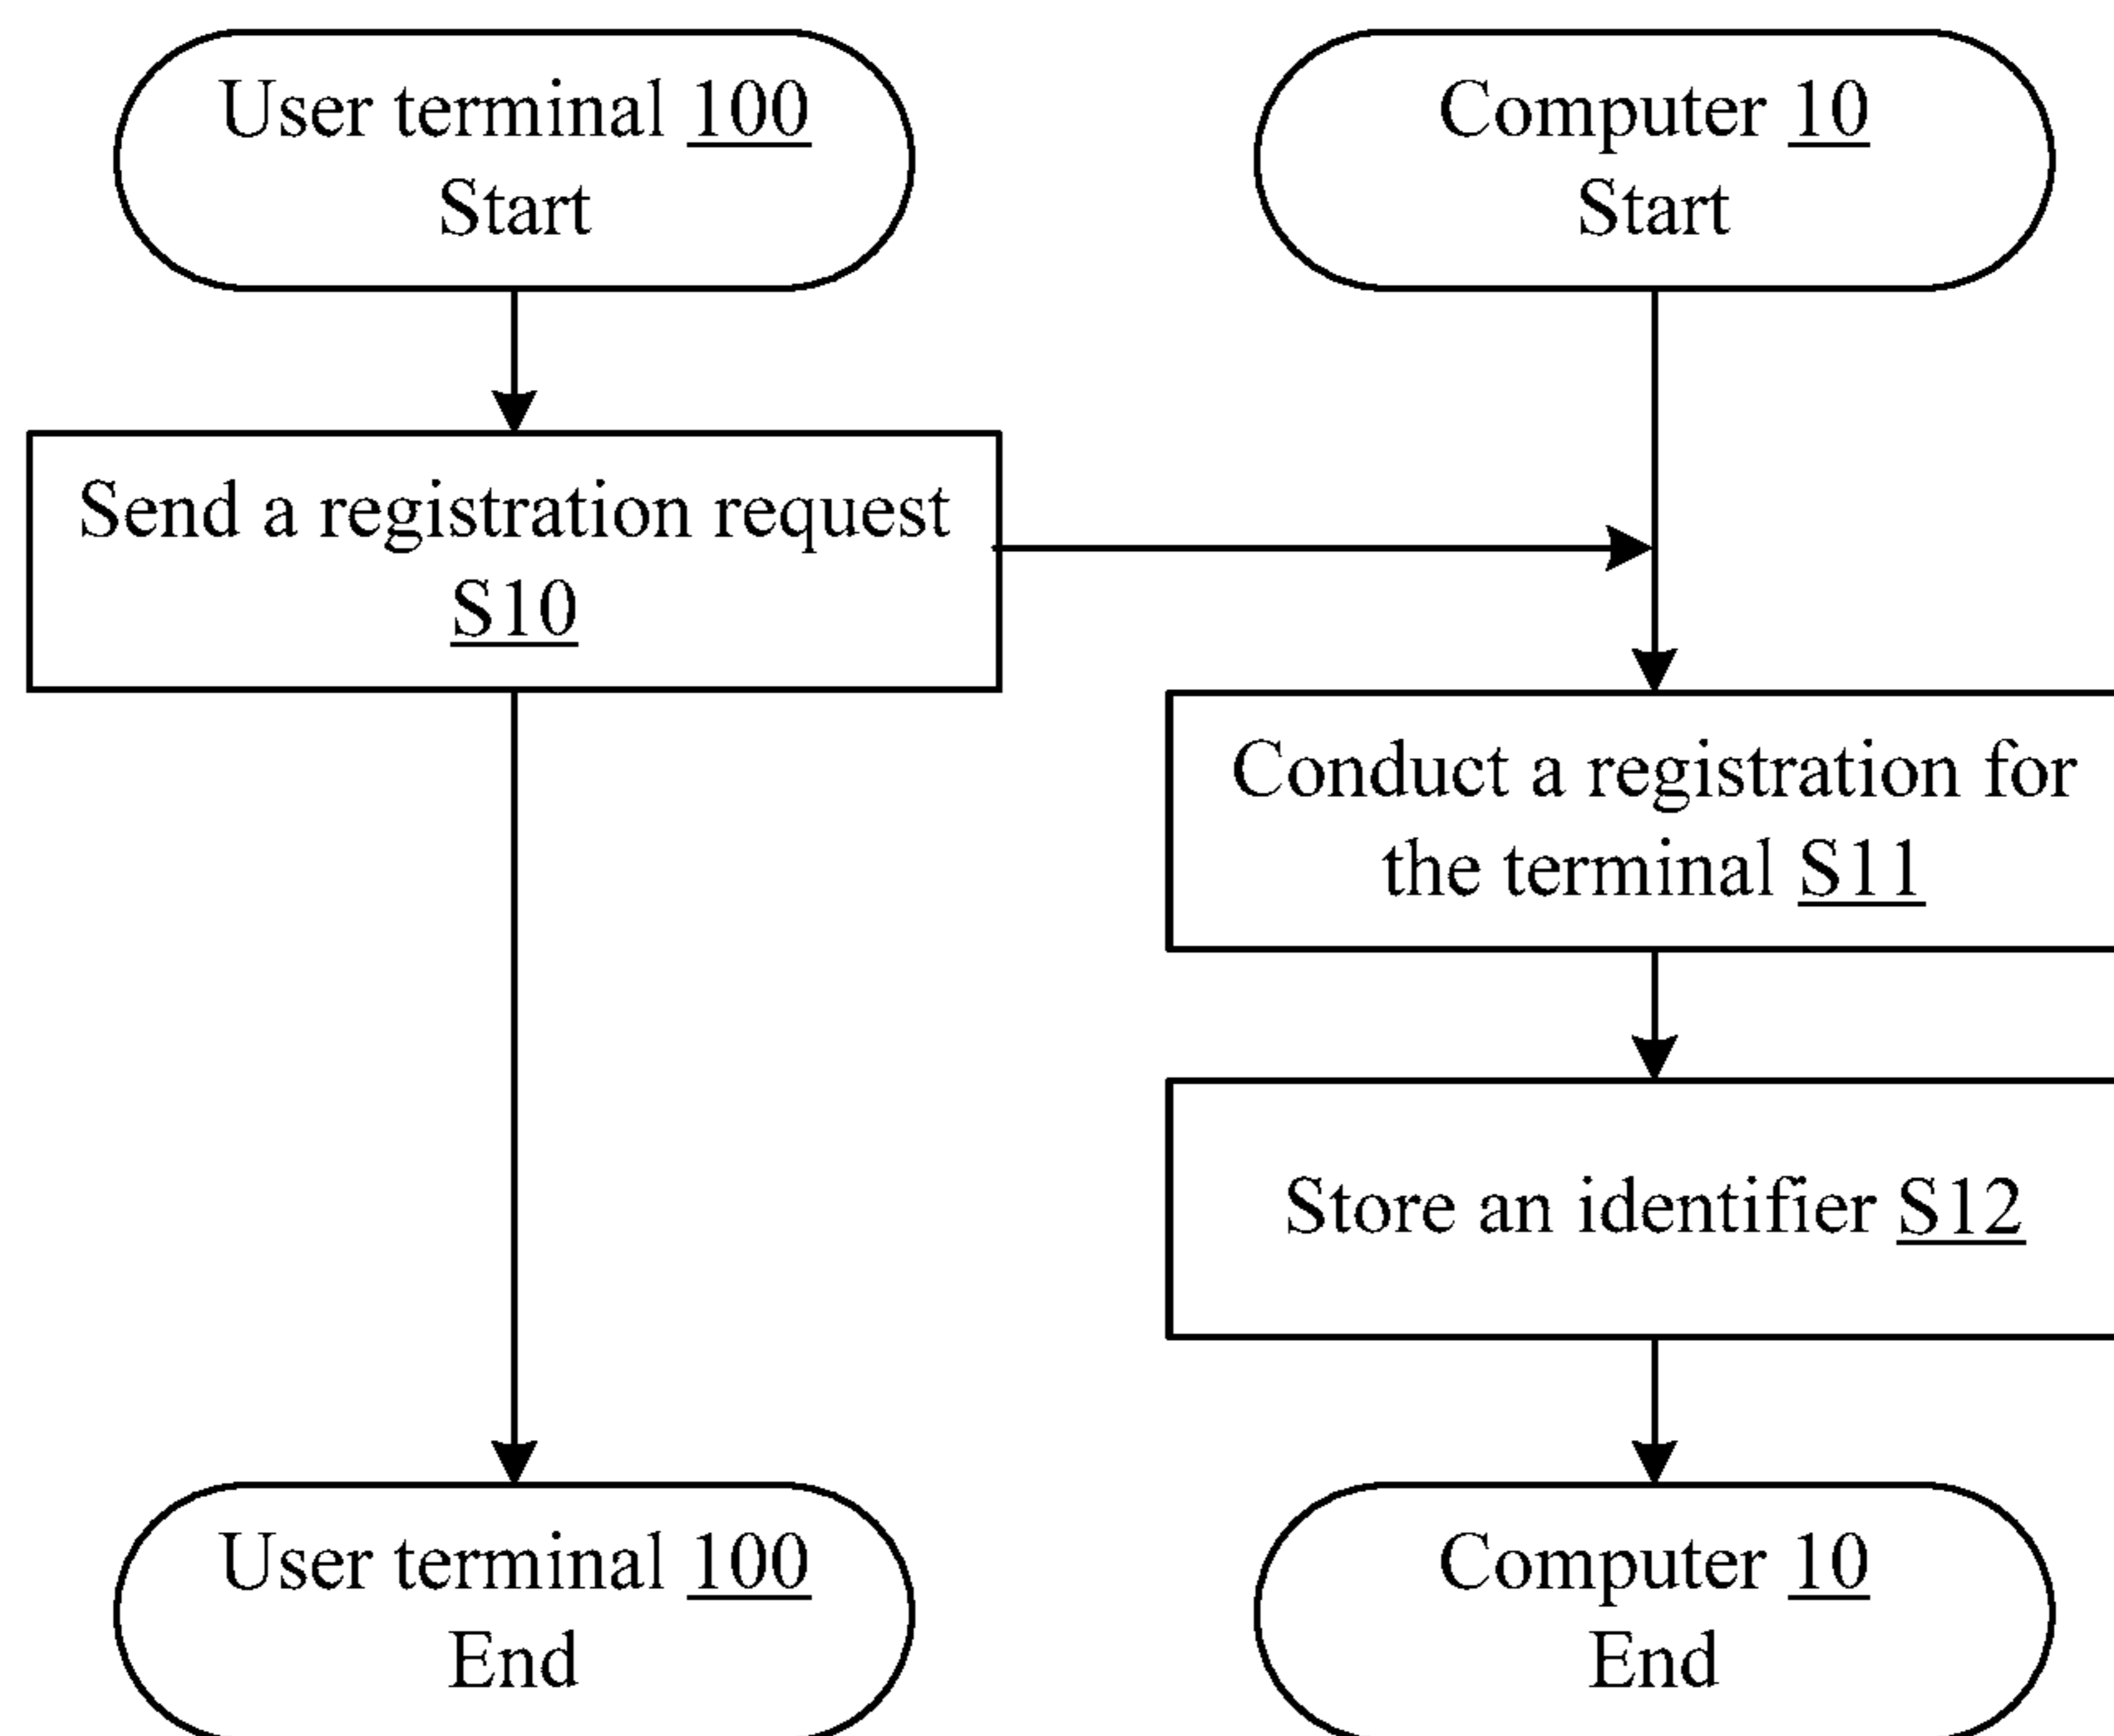 User terminal 100
Start
Computer 10
Start
Send a registration request
S10
Conduct a registration for
the terminal S11
Store an identifier S12
User terminal 100
End
Computer 10
End